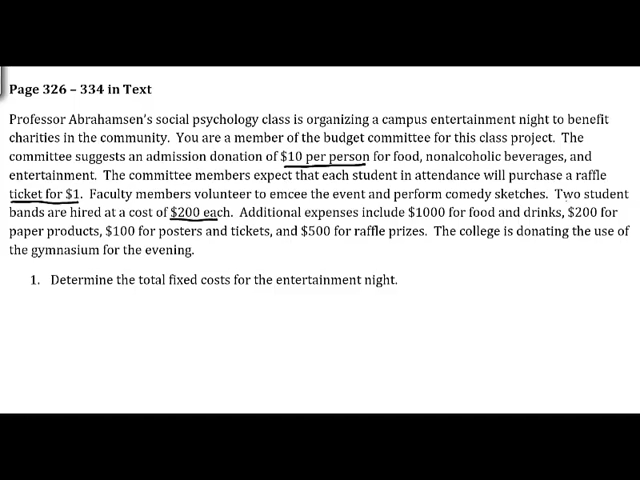 Page 326 – 334 in Text
Professor Abrahamsen's social psychology class is organizing a campus entertainment night to benefit
charities in the community. You are a member of the budget committee for this class project. The
committee suggests an admission donation of $10 per person for food, nonalcoholic beverages, and
entertainment. The committee members expect that each student in attendance will purchase a raffle
ticket for $1. Faculty members volunteer to emcee the event and perform comedy sketches. Two student
bands are hired at a cost of $200 each. Additional expenses include $1000 for food and drinks, $200 for
paper products, $100 for posters and tickets, and $500 for raffle prizes. The college is donating the use of
the gymnasium for the evening.
1. Determine the total fixed costs for the entertainment night.